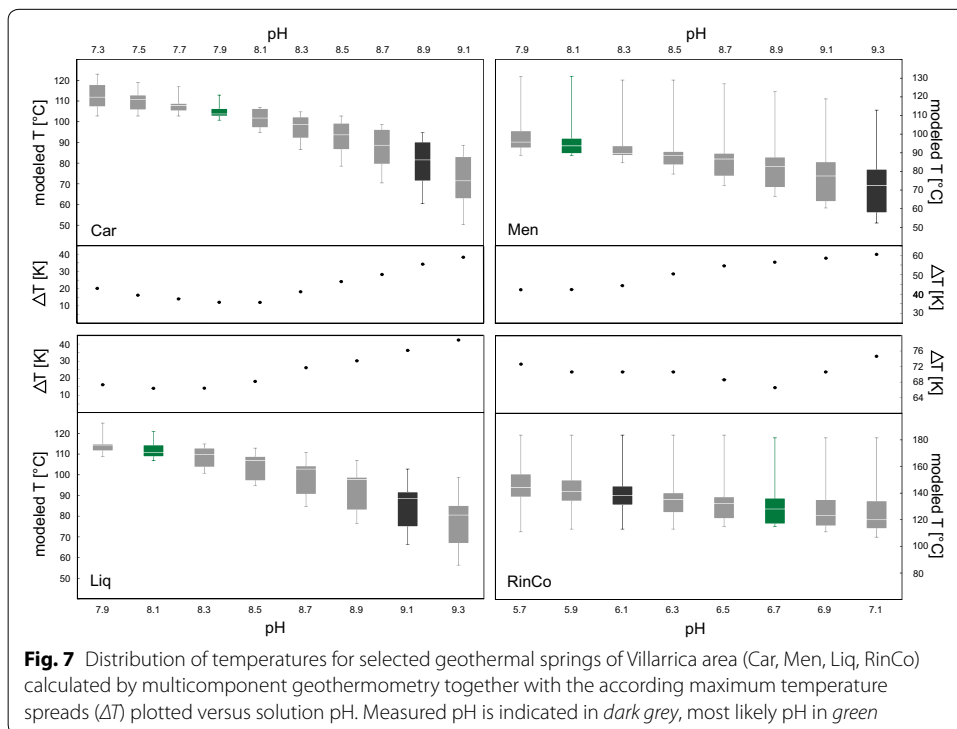 pH pH
7.3 7.5 7.7 7.9 8.1 8.3 8.5 8.7 8.9 9.1
7.9 8.1 8.3 8.5 8.7 8.9 9.1 9.3
modeled T [°C]
120
110
100
90
80
70
60
50
Car
130
120
110
100
90
80
70
60
50
modeled T [°C]
Men
ΔT [K]
40
30
20
10
60
50
40
30
ΔT [K]
ΔT [K]
40
30
20
10
76
72
68
64
ΔT [K]
modeled T [°C]
120
110
100
90
80
70
60
50
Liq
180
160
140
120
100
80
modeled T [°C]
RinCo
7.9 8.1 8.3 8.5 8.7 8.9 9.1 9.3
5.7 5.9 6.1 6.3 6.5 6.7 6.9 7.1
pH pH
Fig. 7 Distribution of temperatures for selected geothermal springs of Villarrica area (Car, Men, Liq, RinCo)
calculated by multicomponent geothermometry together with the according maximum temperature
spreads (ΔT) plotted versus solution pH. Measured pH is indicated in dark grey, most likely pH in green